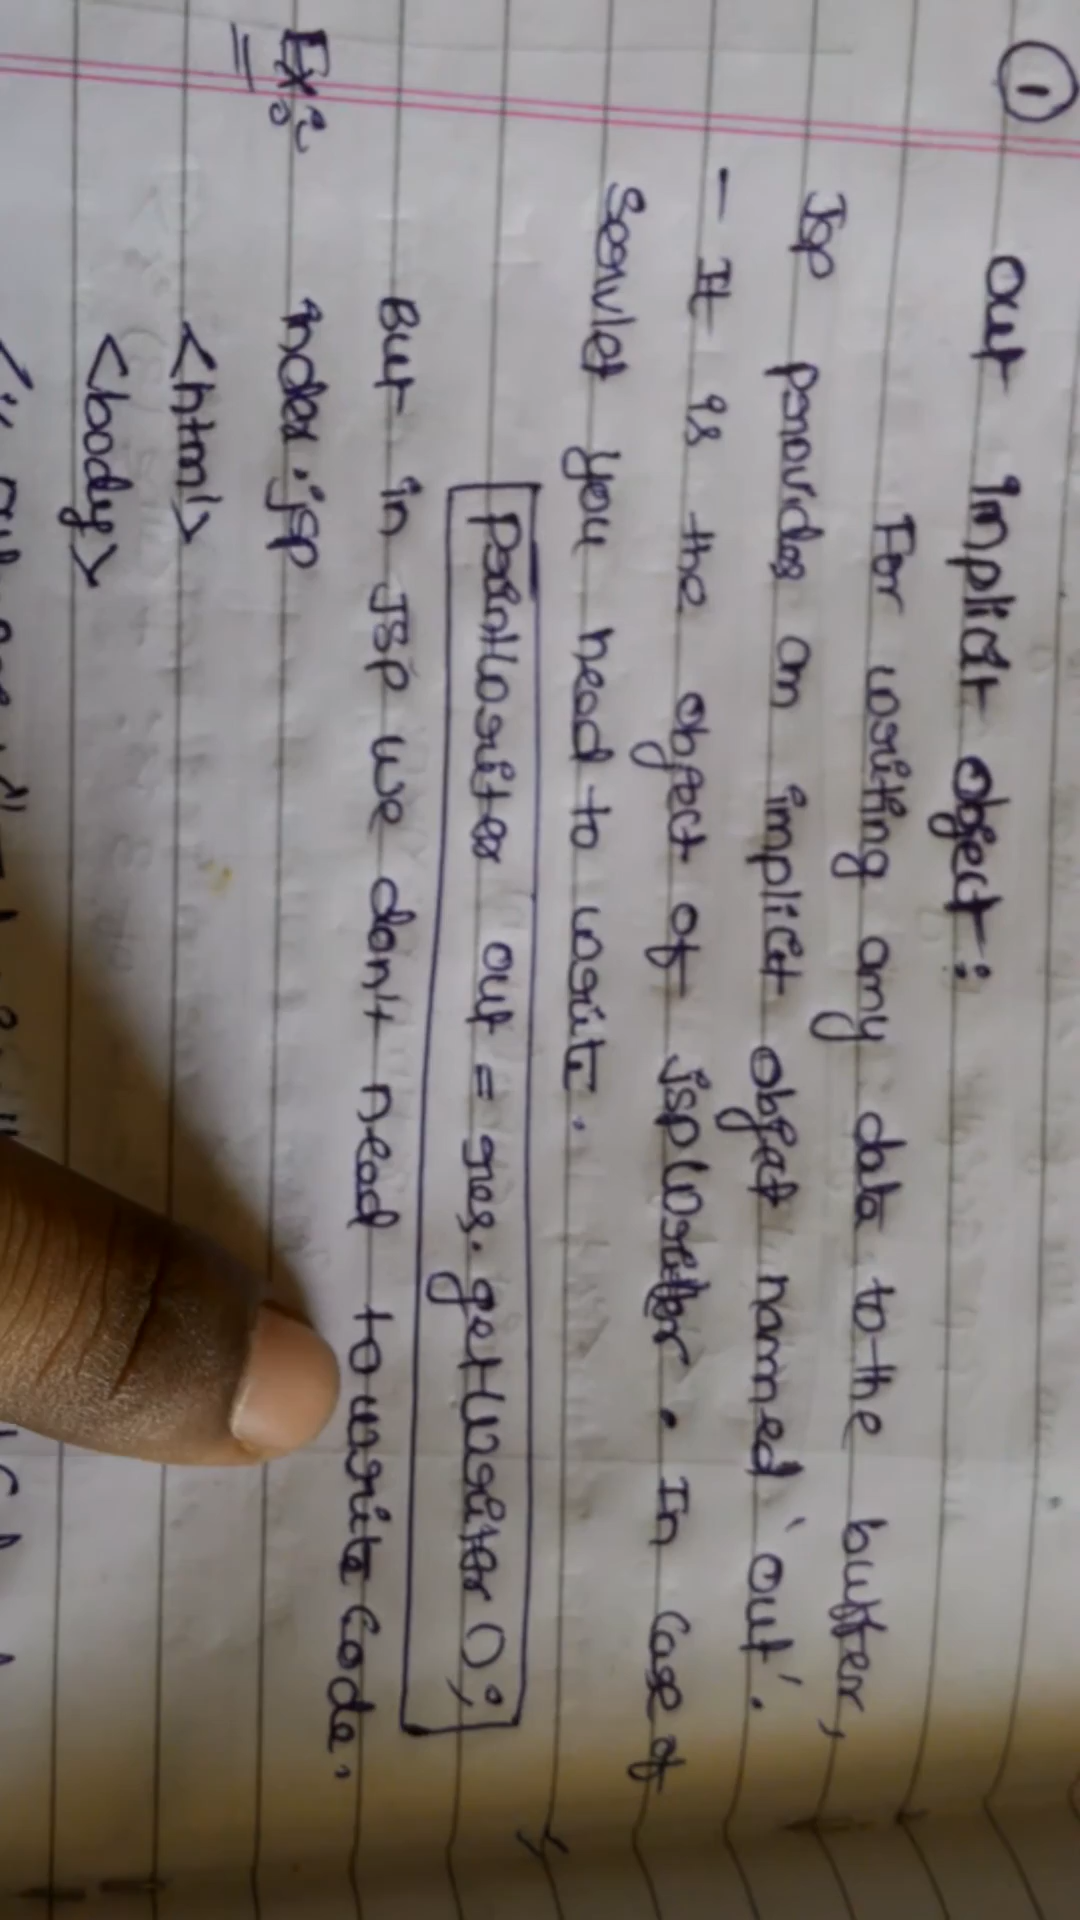 ① out implicit object:
For writing any data to the buffer,
Jsp provides an implicit object named 'out'.
- It is the object of jspWriter. In case of
Servlet you need to write.
PrintWriter out = res.getWriter();
But in JSP we don't need to write code.
Ex: index.jsp
<html>
<body>